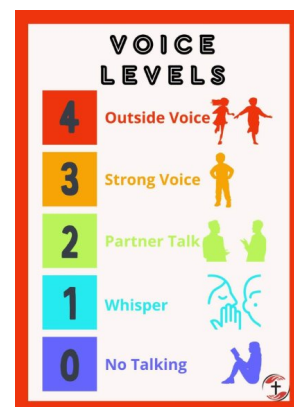 VOICE
LEVELS
4 Outside Voice
3 Strong Voice
2 Partner Talk
1 Whisper
0 No Talking